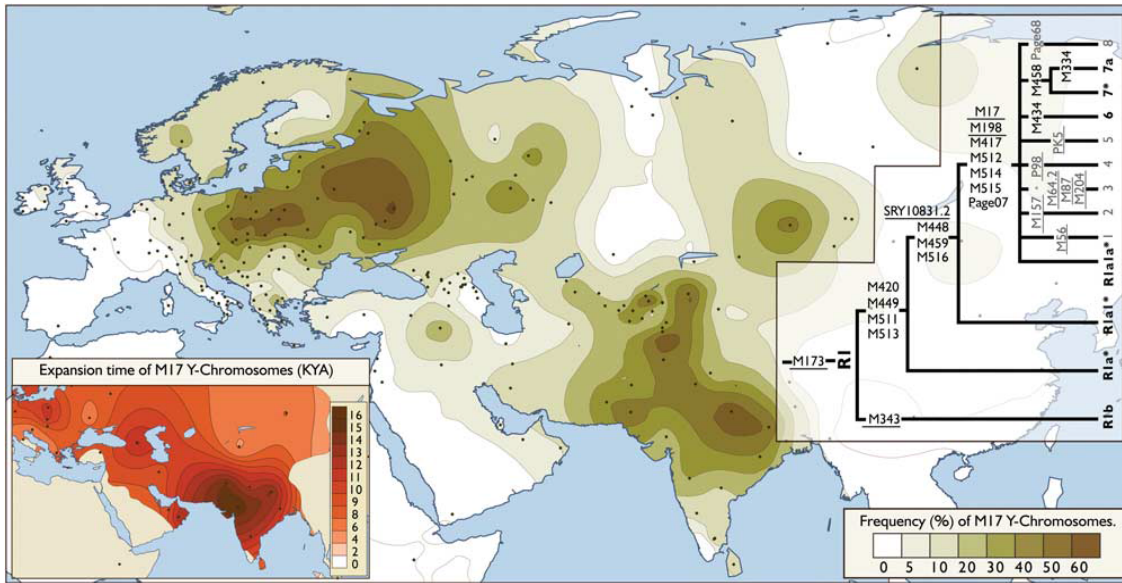 Page68
8
M458
M334
7a
7*
M17
M198
M417
M512
M514
M515
Page07
M434
6
PK5
5
P98
4
M157
M64.2
M87
M204
3
2
SRY10831.2
M448
M459
M516
M56
1
R1a1a*
M420
M449
M511
M513
R1a1*
M173
R1
R1a*
M343
R1b
Expansion time of M17 Y-Chromosomes (KYA)
16
15
14
13
12
11
10
9
8
6
4
2
0
Frequency (%) of M17 Y-Chromosomes.
0 5 10 20 30 40 50 60